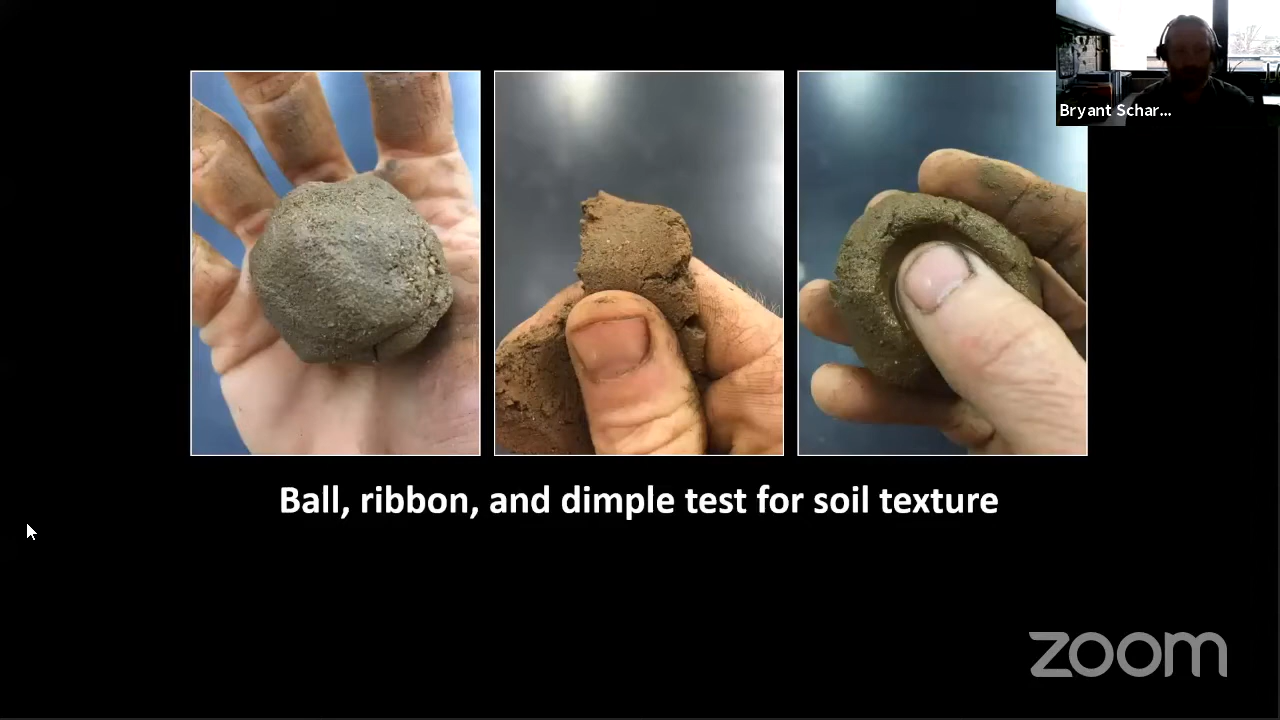 Bryant Schar...
Ball, ribbon, and dimple test for soil texture
zoom